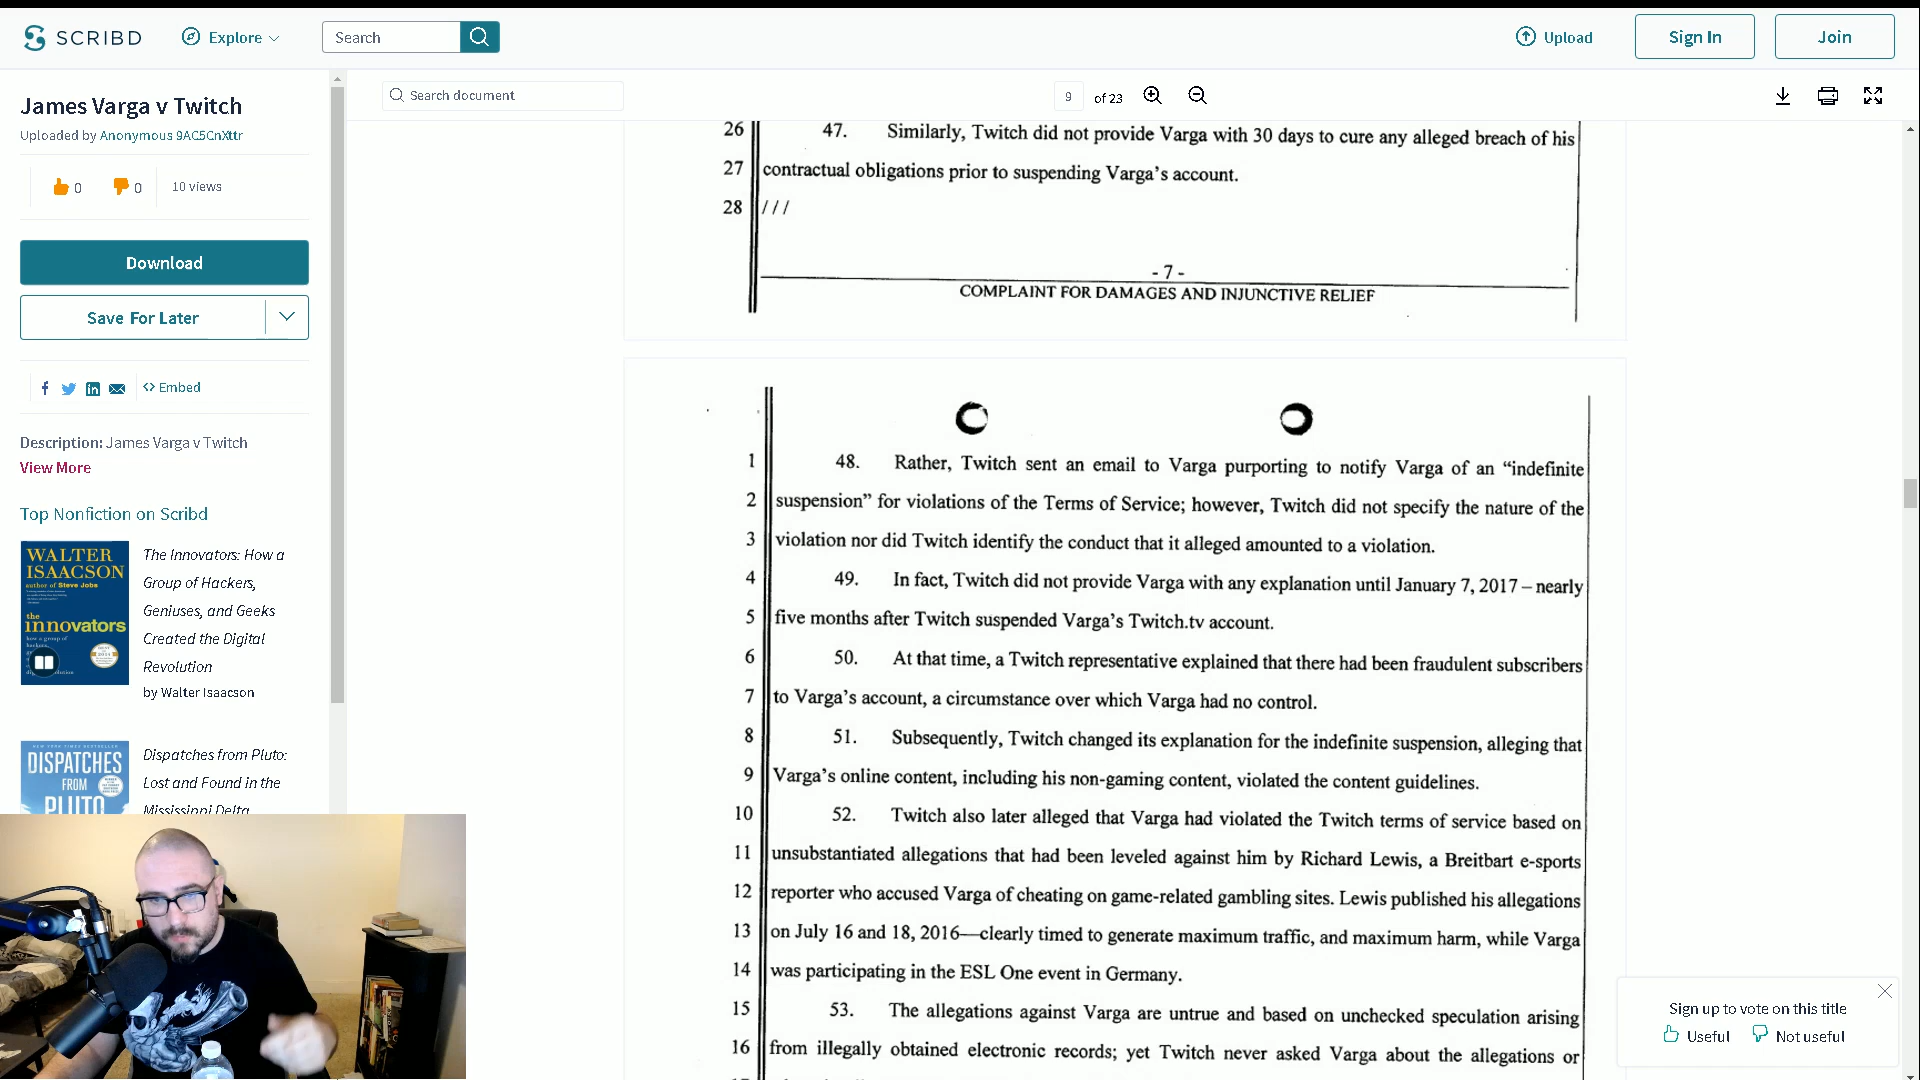 SCRIBD
Explore
Search
Upload
Sign In
Join
James Varga v Twitch
Uploaded by Anonymous 9AC5CnXttr
0
0
10 views
Download
Save For Later
Embed
Description: James Varga v Twitch
View More
Top Nonfiction on Scribd
WALTER
ISAACSON
author of Steve Jobs
the
innovators
The Innovators: How a
Group of Hackers,
Geniuses, and Geeks
Created the Digital
Revolution
by Walter Isaacson
DISPATCHES
FROM
PLUTO
Dispatches from Pluto:
Lost and Found in the
Mississippi Delta
Search document
9 of 23
26 47. Similarly, Twitch did not provide Varga with 30 days to cure any alleged breach of his
27 contractual obligations prior to suspending Varga's account.
28 ///
- 7 -
COMPLAINT FOR DAMAGES AND INJUNCTIVE RELIEF
1 48. Rather, Twitch sent an email to Varga purporting to notify Varga of an “indefinite
2 suspension” for violations of the Terms of Service; however, Twitch did not specify the nature of the
3 violation nor did Twitch identify the conduct that it alleged amounted to a violation.
4 49. In fact, Twitch did not provide Varga with any explanation until January 7, 2017 – nearly
5 five months after Twitch suspended Varga's Twitch.tv account.
6 50. At that time, a Twitch representative explained that there had been fraudulent subscribers
7 to Varga's account, a circumstance over which Varga had no control.
8 51. Subsequently, Twitch changed its explanation for the indefinite suspension, alleging that
9 Varga's online content, including his non-gaming content, violated the content guidelines.
10 52. Twitch also later alleged that Varga had violated the Twitch terms of service based on
11 unsubstantiated allegations that had been leveled against him by Richard Lewis, a Breitbart e-sports
12 reporter who accused Varga of cheating on game-related gambling sites. Lewis published his allegations
13 on July 16 and 18, 2016—clearly timed to generate maximum traffic, and maximum harm, while Varga
14 was participating in the ESL One event in Germany.
15 53. The allegations against Varga are untrue and based on unchecked speculation arising
16 from illegally obtained electronic records; yet Twitch never asked Varga about the allegations or
Sign up to vote on this title
Useful
Not useful